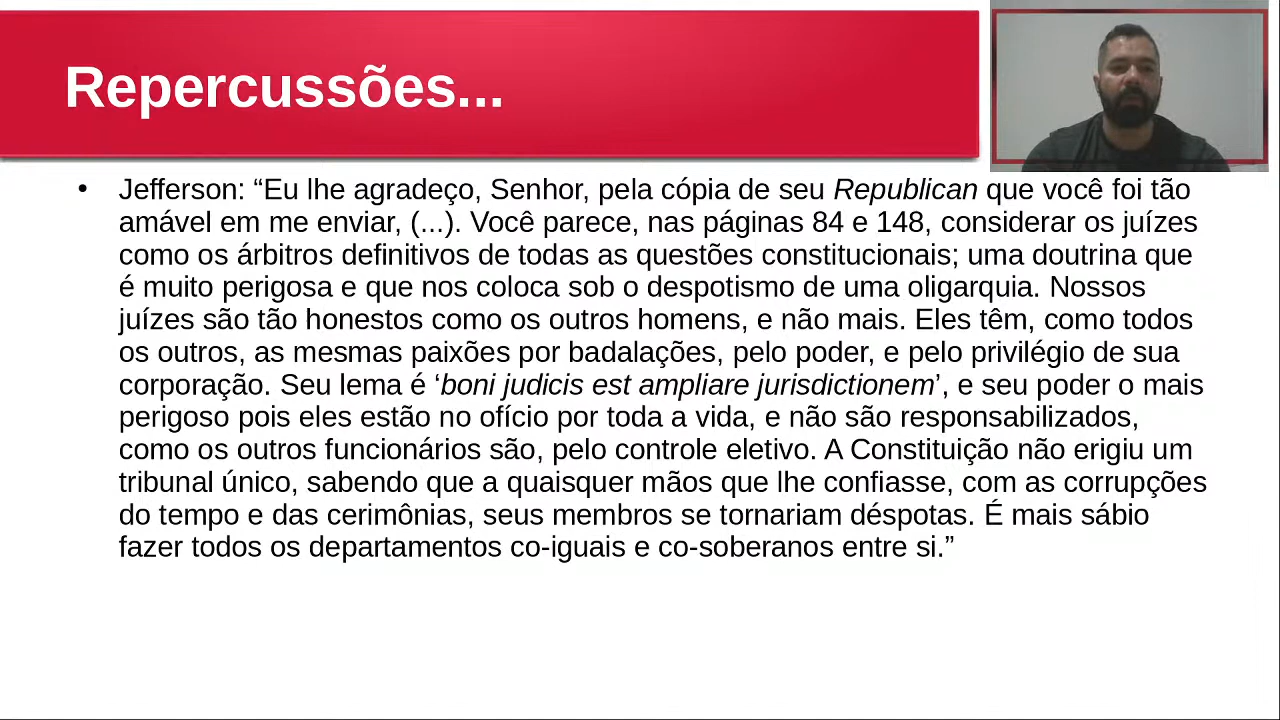 Repercussões...
• Jefferson: “Eu lhe agradeço, Senhor, pela cópia de seu Republican que você foi tão
amável em me enviar, (...). Você parece, nas páginas 84 e 148, considerar os juízes
como os árbitros definitivos de todas as questões constitucionais; uma doutrina que
é muito perigosa e que nos coloca sob o despotismo de uma oligarquia. Nossos
juízes são tão honestos como os outros homens, e não mais. Eles têm, como todos
os outros, as mesmas paixões por badalações, pelo poder, e pelo privilégio de sua
corporação. Seu lema é ‘boni judicis est ampliare jurisdictionem’, e seu poder o mais
perigoso pois eles estão no ofício por toda a vida, e não são responsabilizados,
como os outros funcionários são, pelo controle eletivo. A Constituição não erigiu um
tribunal único, sabendo que a quaisquer mãos que lhe confiasse, com as corrupções
do tempo e das cerimônias, seus membros se tornariam déspotas. É mais sábio
fazer todos os departamentos co-iguais e co-soberanos entre si.”